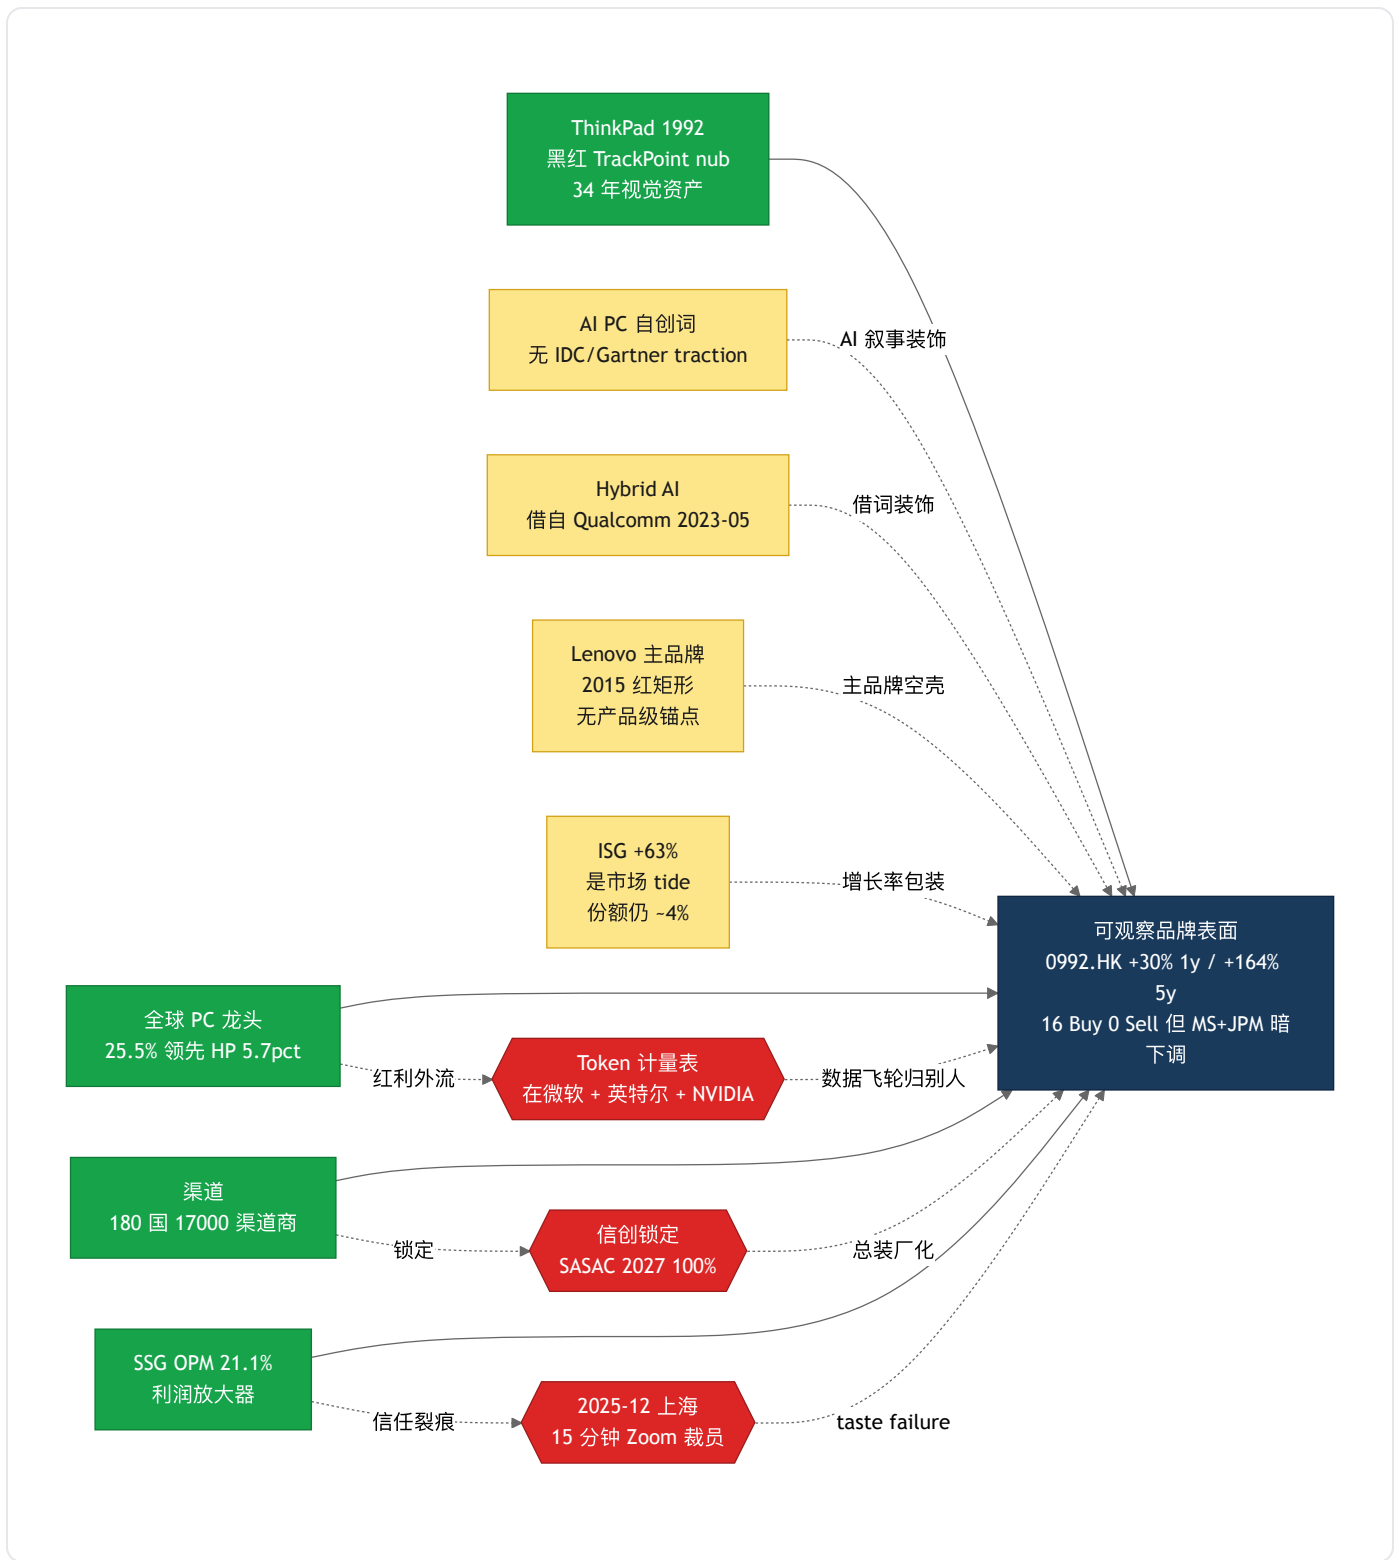 ThinkPad 1992
黑红 TrackPoint nub
34 年视觉资产
AI PC 自创词
无 IDC/Gartner traction
AI 叙事装饰
Hybrid AI
借自 Qualcomm 2023-05
借词装饰
Lenovo 主品牌
2015 红矩形
无产品级锚点
主品牌空壳
ISG +63%
是市场 tide
份额仍 ~4%
增长率包装
可观察品牌表面
0992.HK +30% 1y / +164%
5y
16 Buy 0 Sell 但 MS+JPM 暗
下调
全球 PC 龙头
25.5% 领先 HP 5.7pct
红利外流
Token 计量表
在微软 + 英特尔 + NVIDIA
数据飞轮归别人
渠道
180 国 17000 渠道商
锁定
信创锁定
SASAC 2027 100%
总装厂化
SSG OPM 21.1%
利润放大器
信任裂痕
2025-12 上海
15 分钟 Zoom 裁员
taste failure